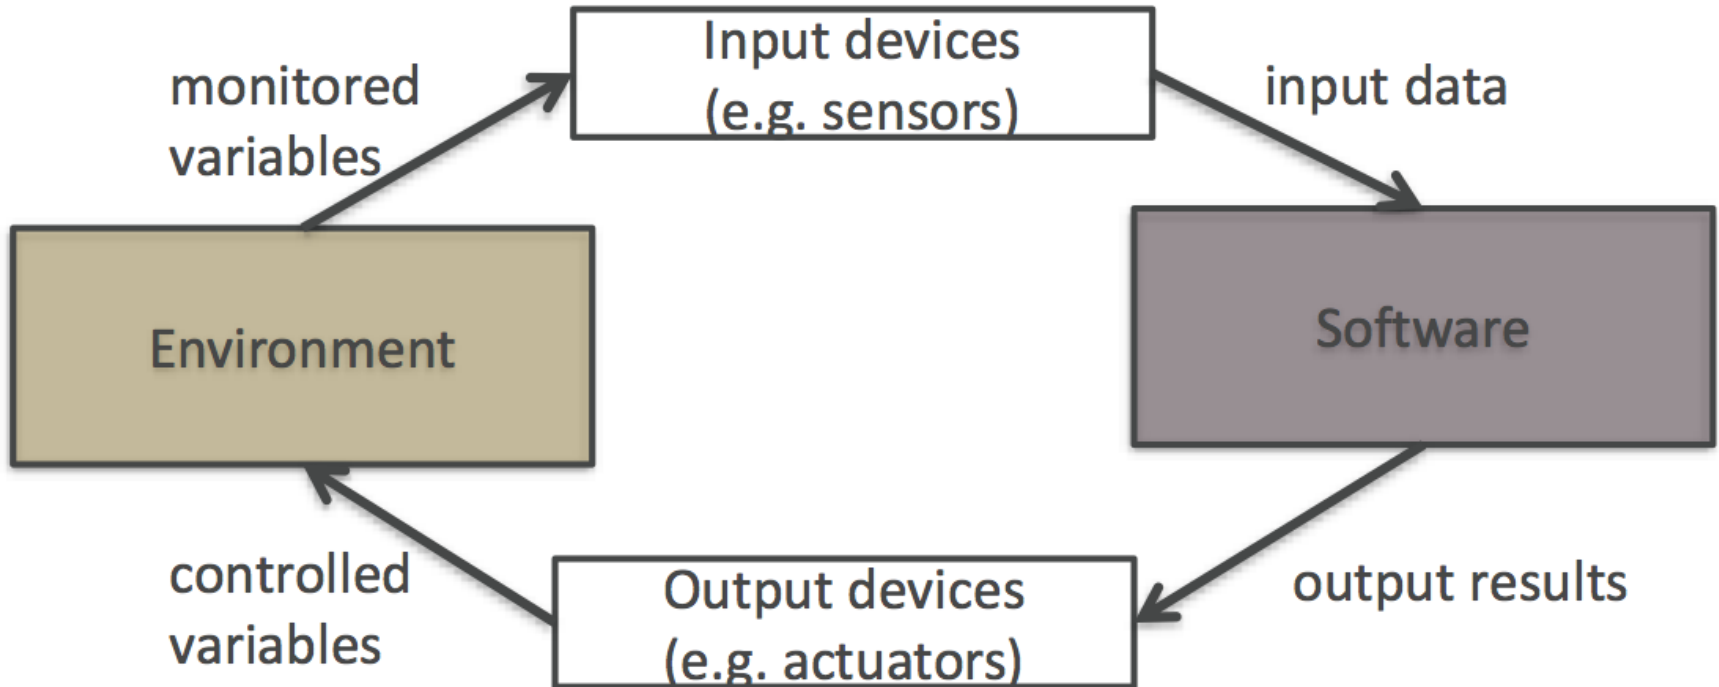 Input devices
(e.g. sensors)
monitored
variables
input data
Environment
Software
controlled
variables
Output devices
(e.g. actuators)
output results